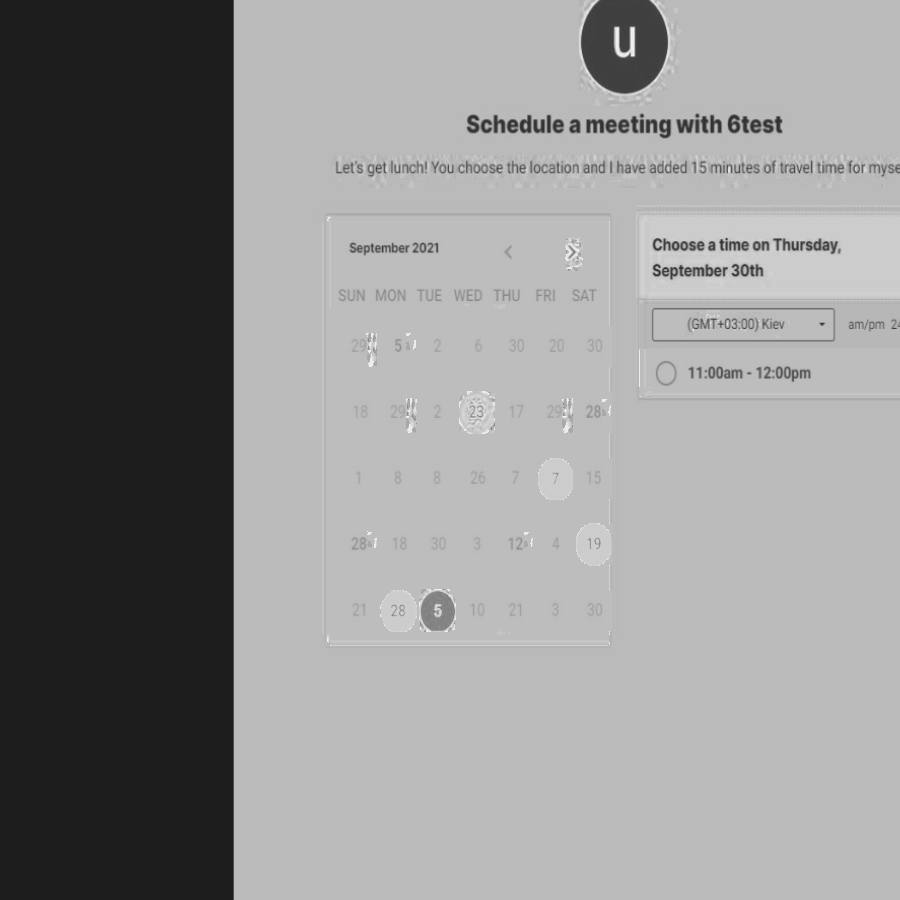 u
Schedule a meeting with 6test
Let's get lunch! You choose the location and I have added 15 minutes of travel time for
September 2021
SUN MON TUE WED THU FRI SAT
29 5 2 6 30 20 30
18 29 2 23 17 29 28
1 8 8 26 7 7 15
28 18 30 3 12 4 19
21 28 5 10 21 3 30
Choose a time on Thursday,
September 30th
(GMT+03:00) Kiev
am/pm
11:00am - 12:00pm